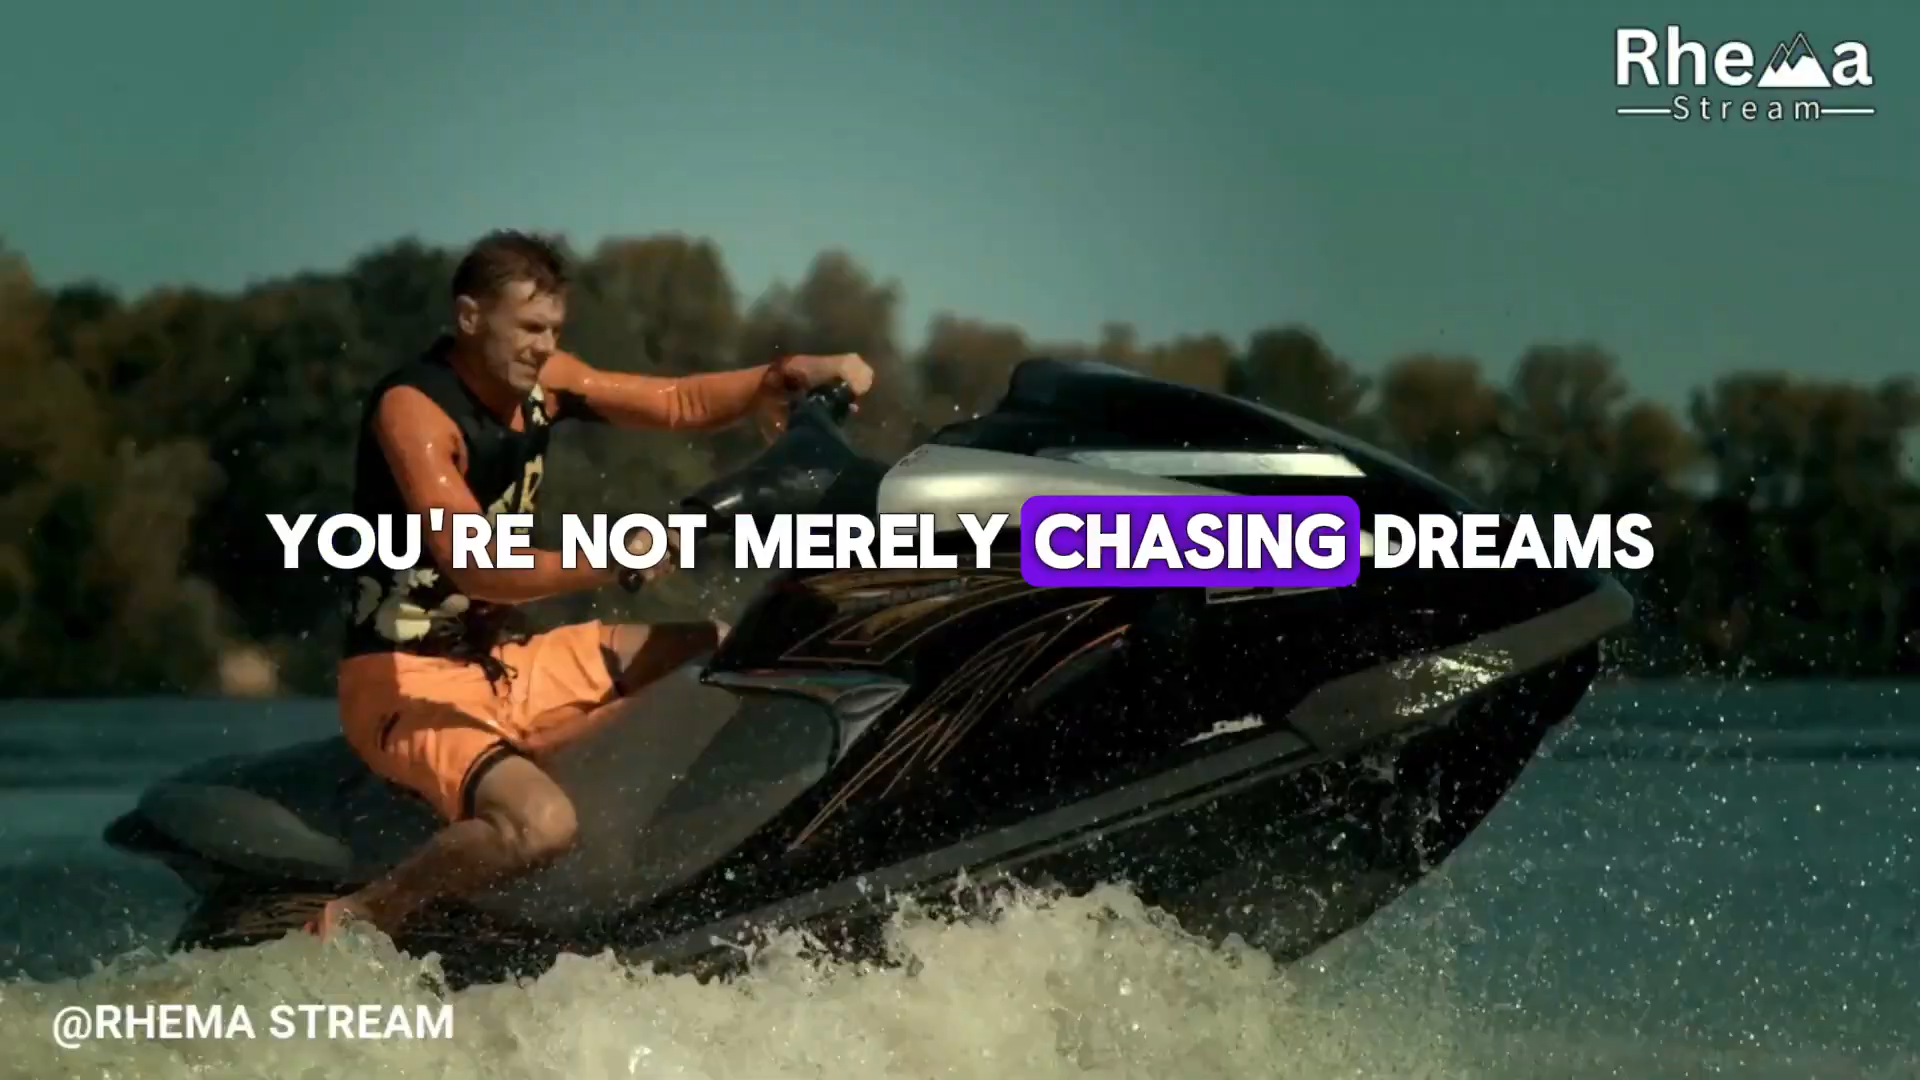 Rhema
Stream
YOU'RE NOT MERELY CHASING DREAMS
@RHEMA STREAM